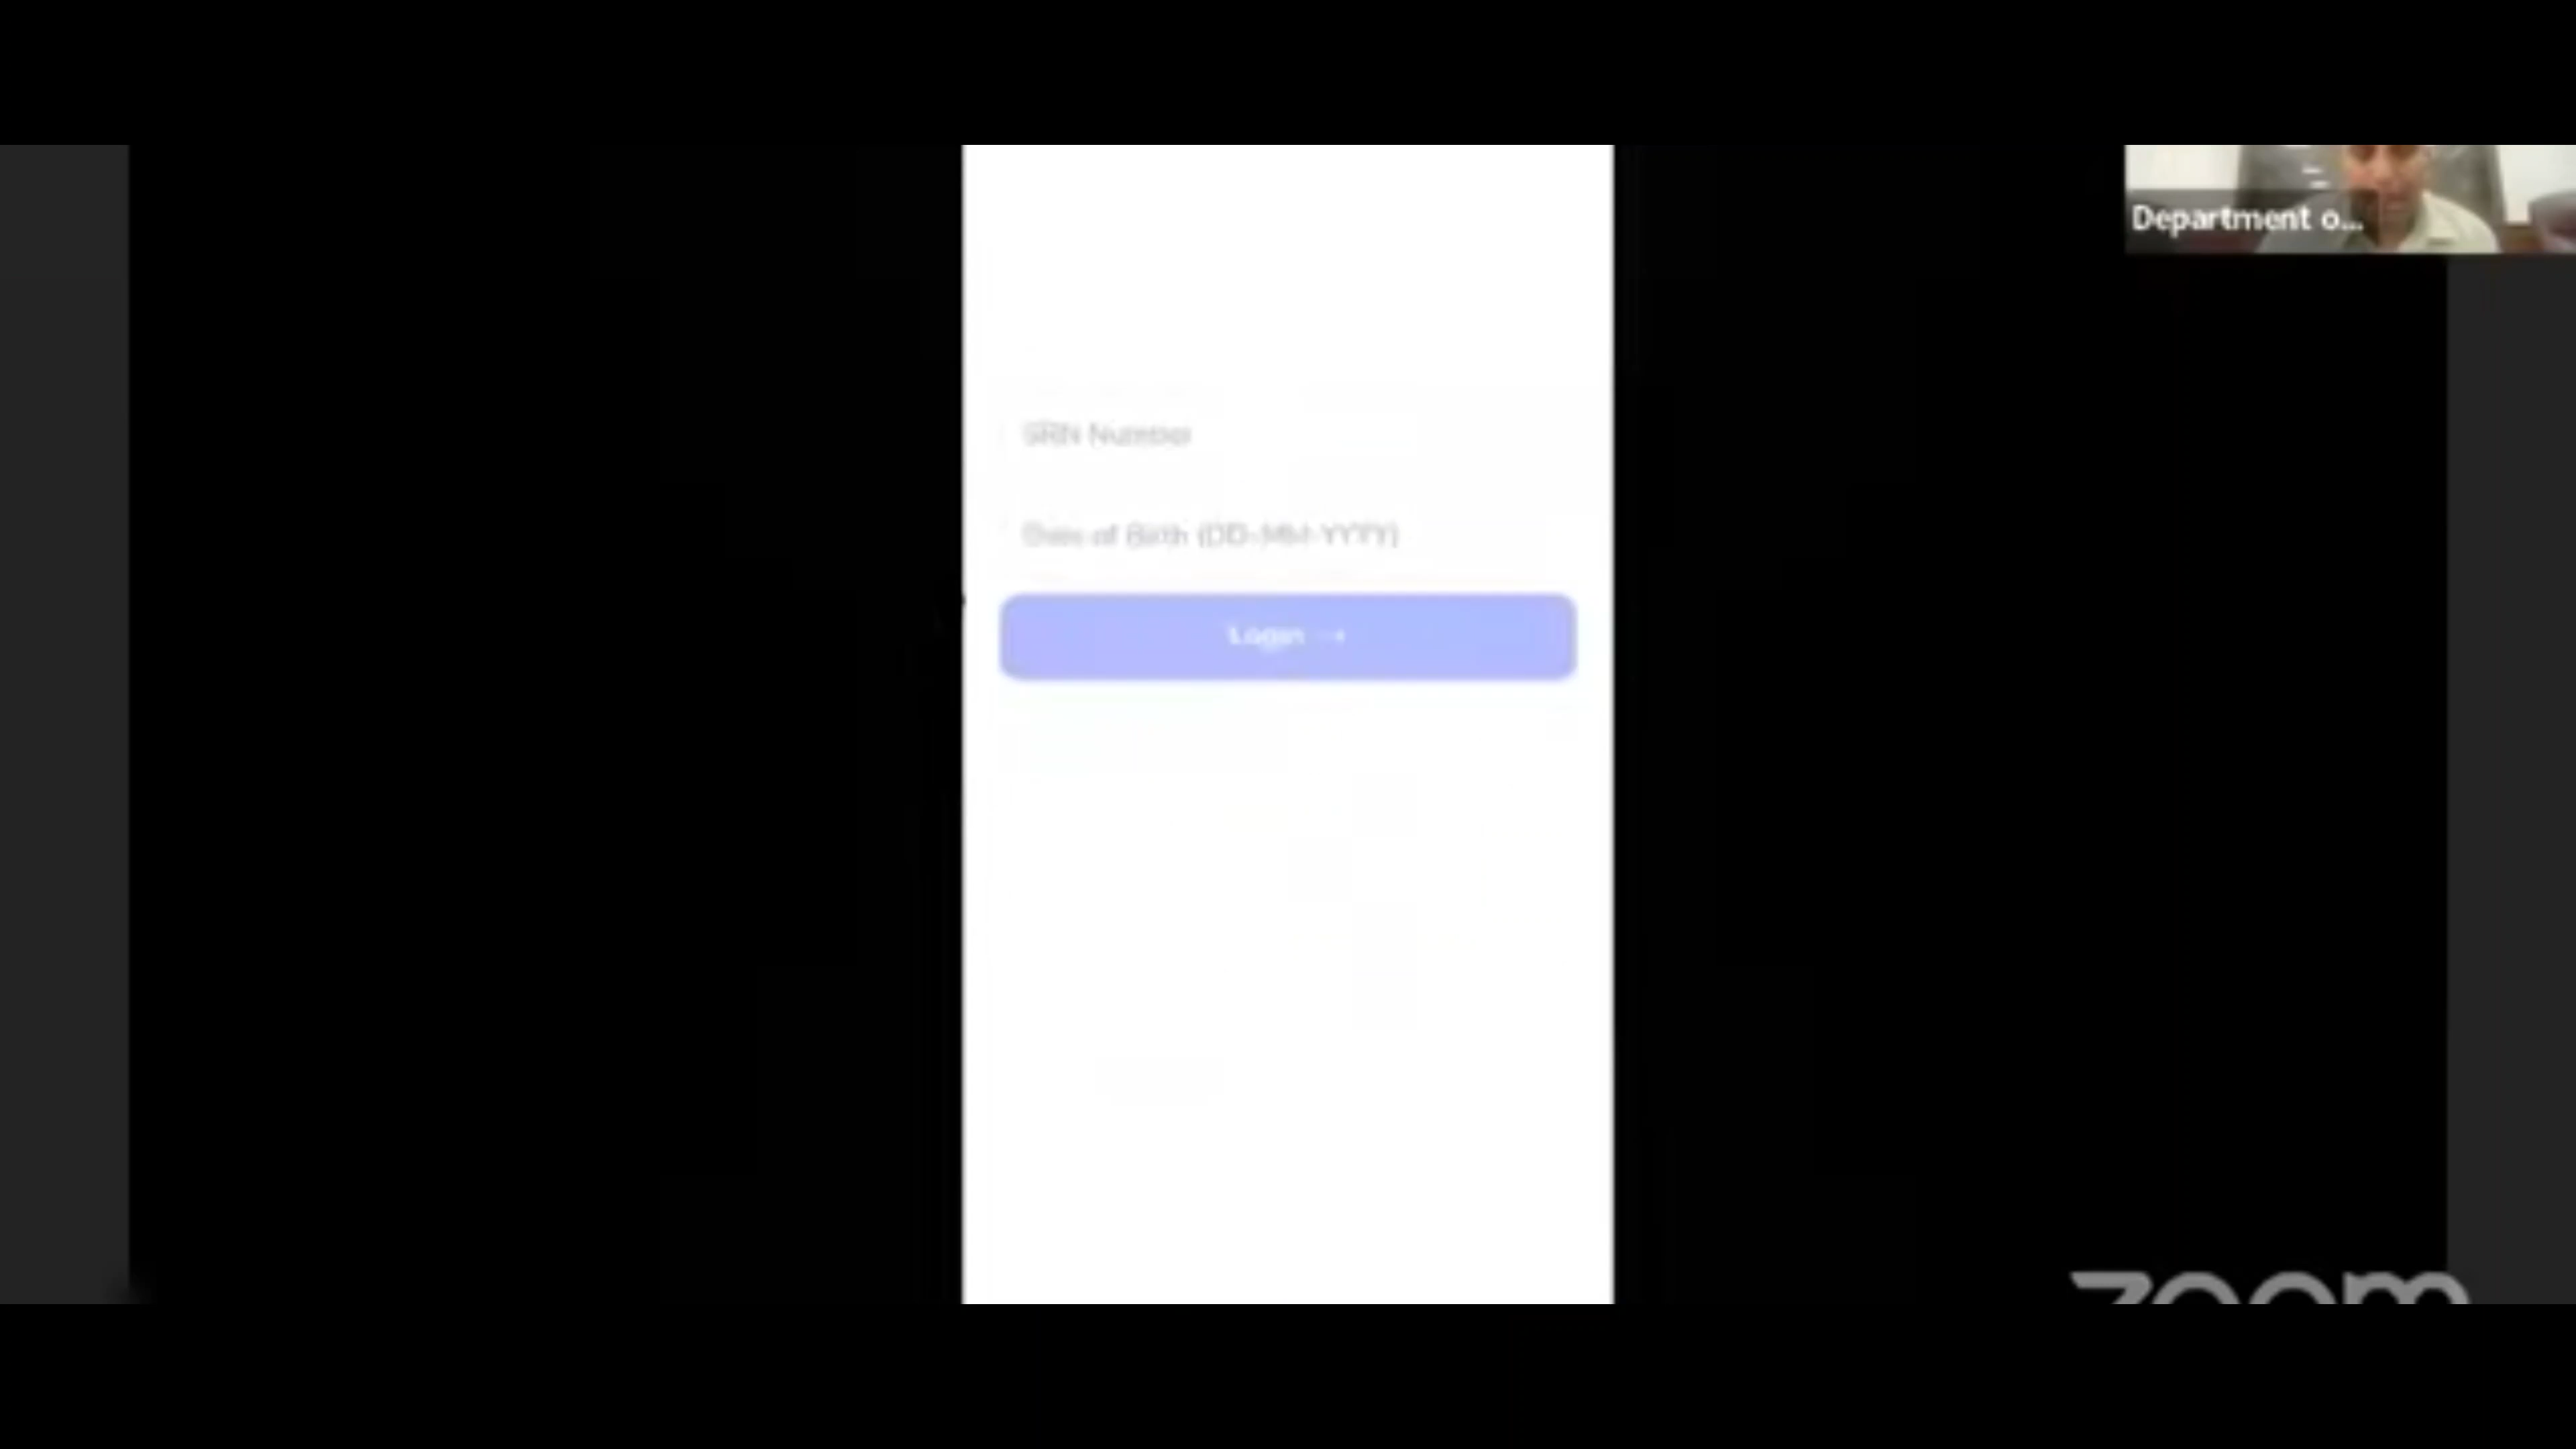 Department o...
SRN Number
Date of Birth (DD-MM-YYYY)
Login →
zoom